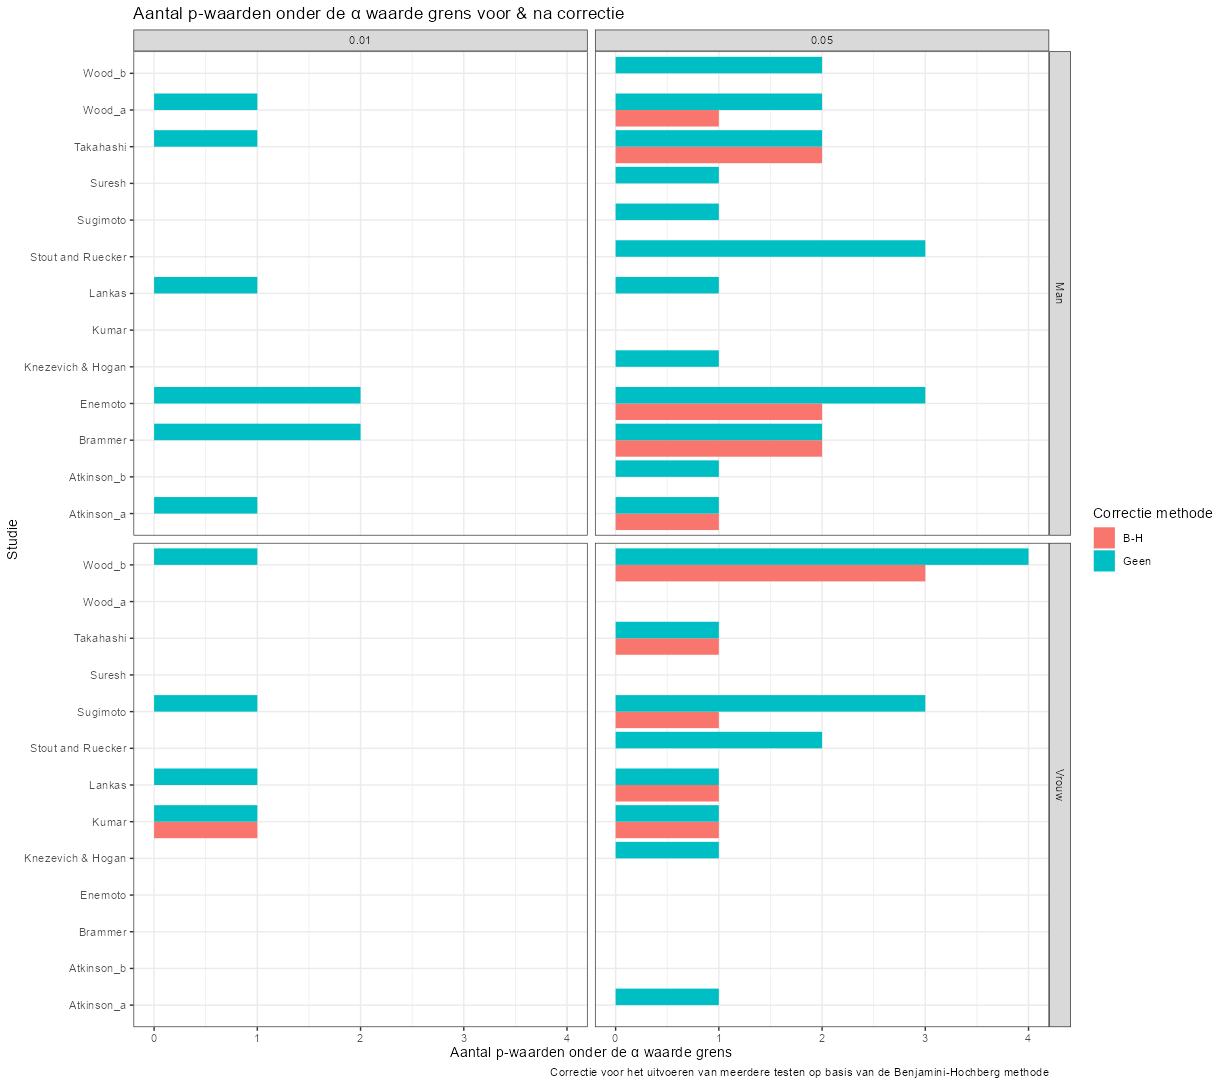 Aantal p-waarden onder de α waarde grens voor & na correctie
0.01
0.05
Wood_b
Wood_a
Takahashi
Suresh
Sugimoto
Stout and Ruecker
Lankas
Kumar
Knezevich & Hogan
Enemoto
Brammer
Atkinson_b
Atkinson_a
Man
Wood_b
Wood_a
Takahashi
Suresh
Sugimoto
Stout and Ruecker
Lankas
Kumar
Knezevich & Hogan
Enemoto
Brammer
Atkinson_b
Atkinson_a
Vrouw
Studie
0 1 2 3 4
0 1 2 3 4
Aantal p-waarden onder de α waarde grens
Correctie voor het uitvoeren van meerdere testen op basis van de Benjamini-Hochberg methode
Correctie methode
B-H
Geen